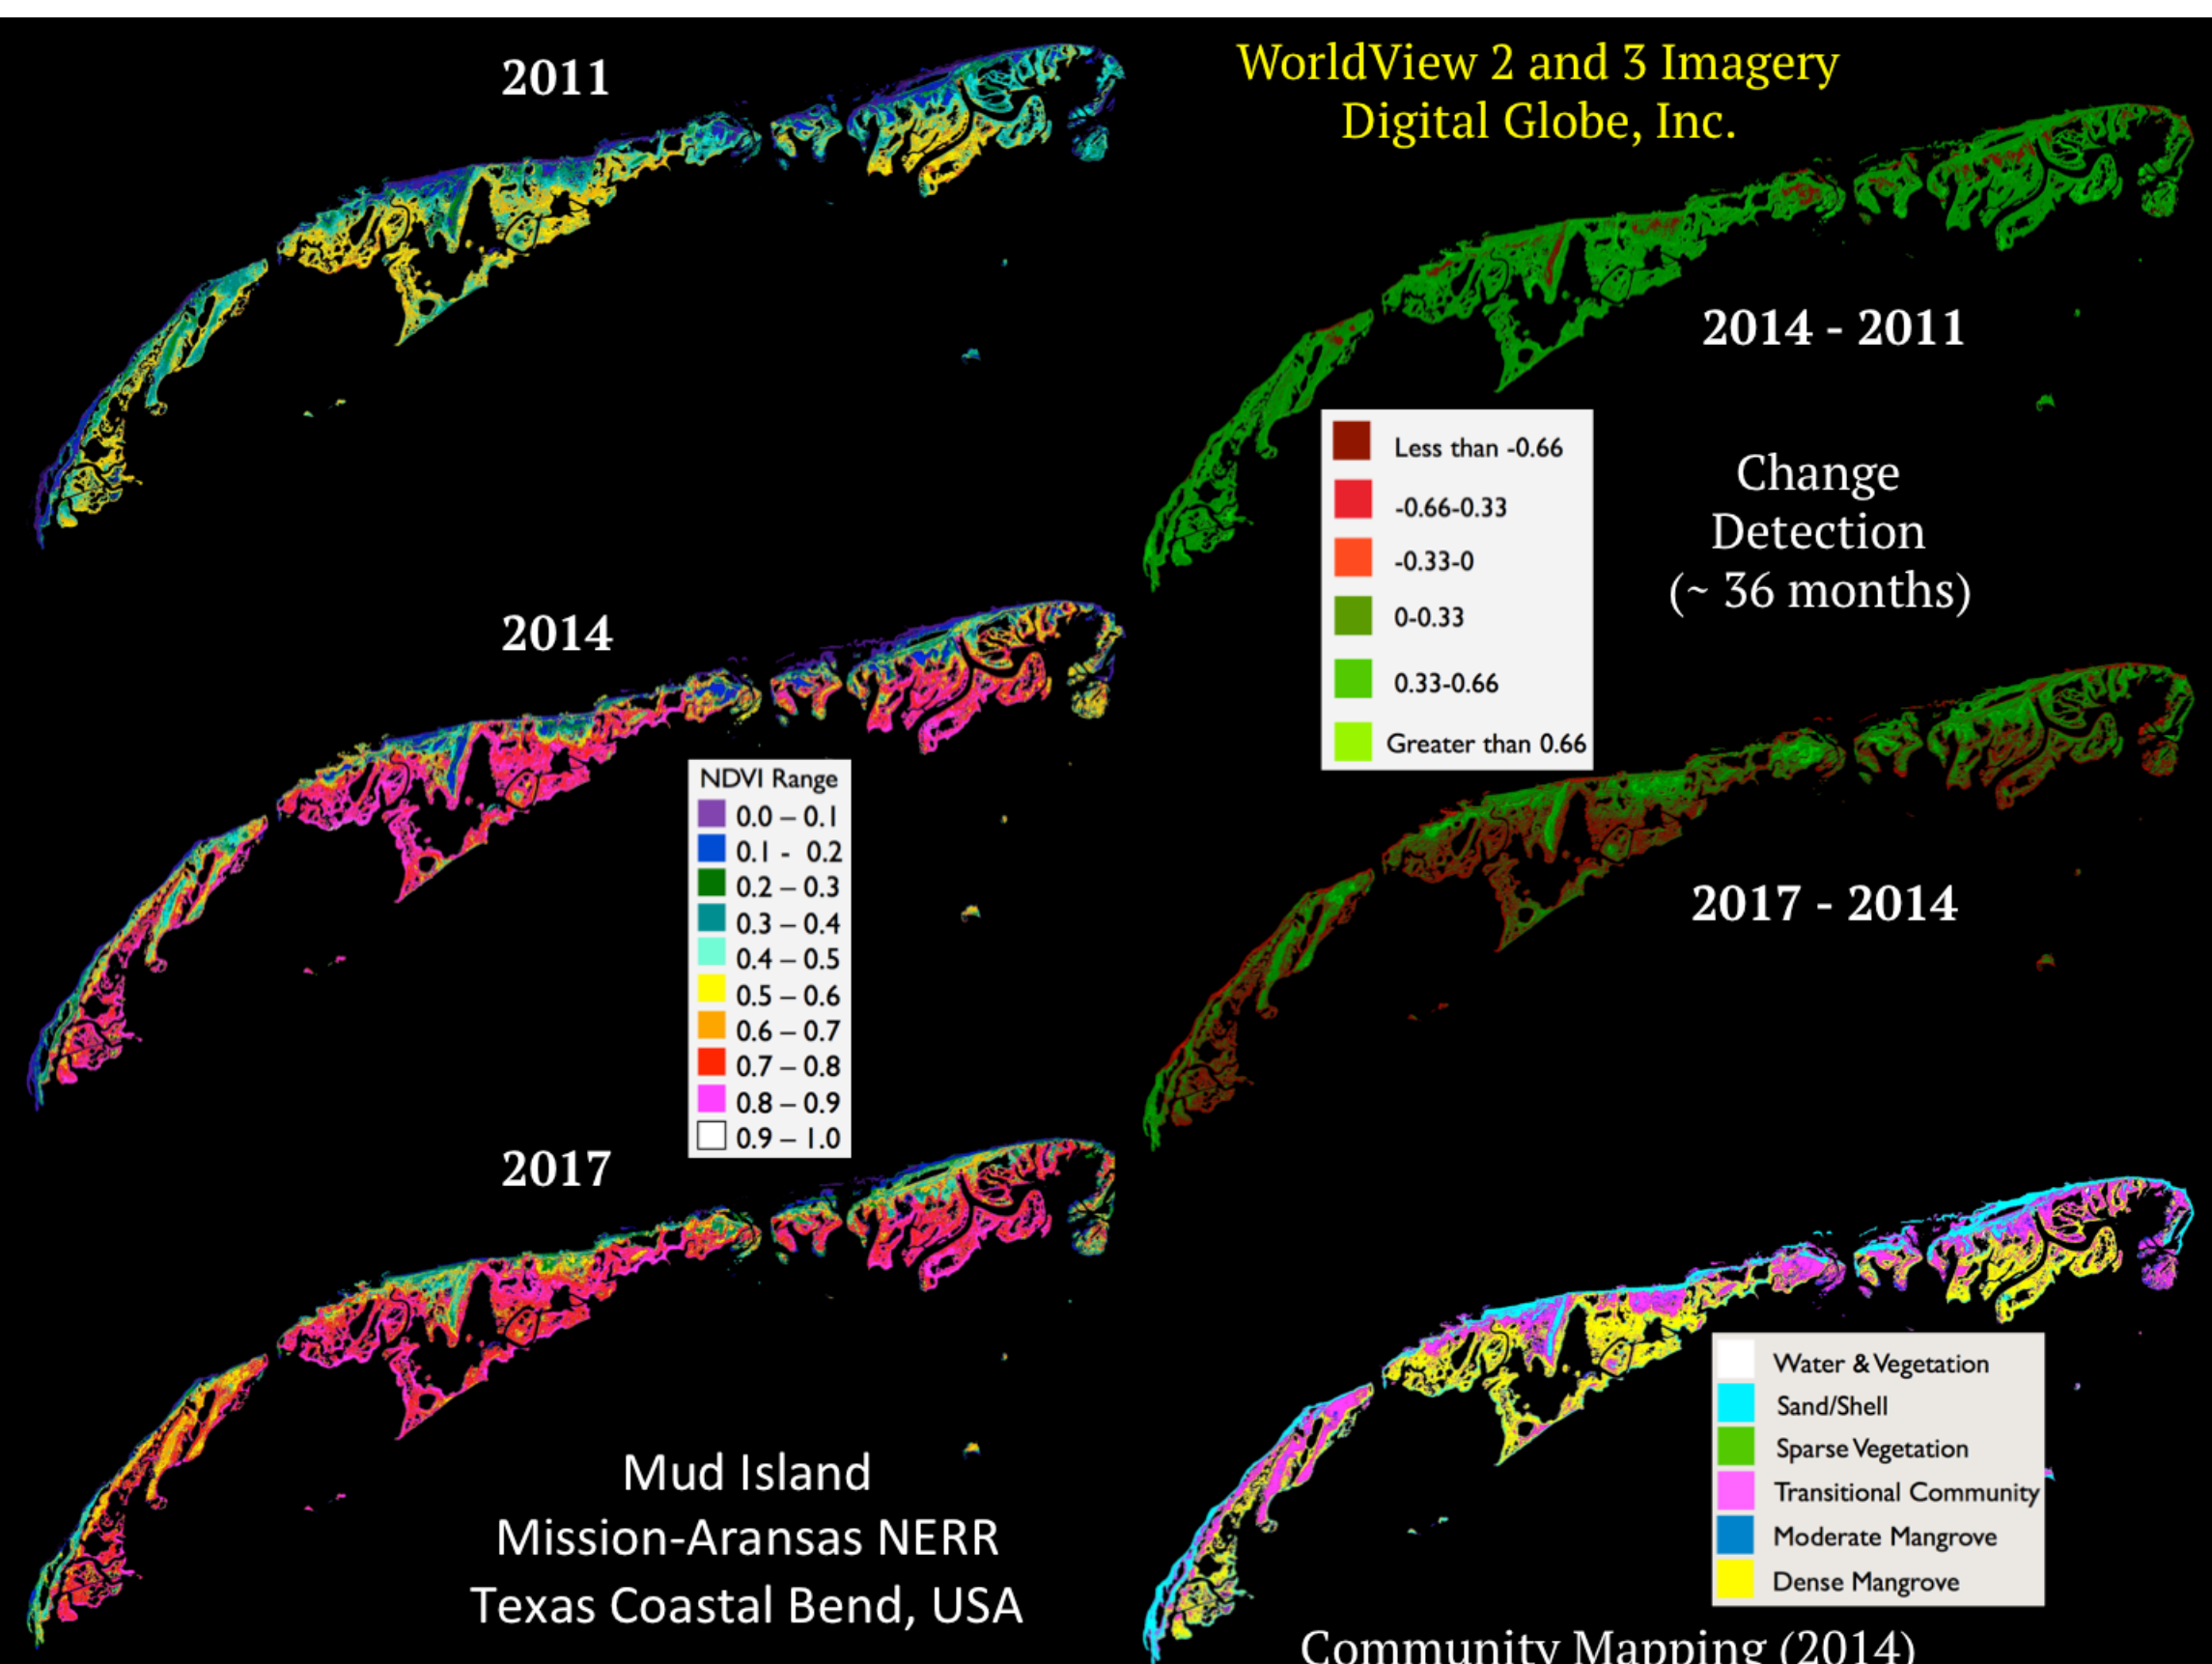 2011
WorldView 2 and 3 Imagery
Digital Globe, Inc.
2014 - 2011
Less than -0.66
-0.66-0.33
-0.33-0
0-0.33
0.33-0.66
Greater than 0.66
Change
Detection
(~ 36 months)
2014
NDVI Range
0.0 – 0.1
0.1 - 0.2
0.2 – 0.3
0.3 – 0.4
0.4 – 0.5
0.5 – 0.6
0.6 – 0.7
0.7 – 0.8
0.8 – 0.9
0.9 – 1.0
2017 - 2014
2017
Mud Island
Mission-Aransas NERR
Texas Coastal Bend, USA
Water & Vegetation
Sand/Shell
Sparse Vegetation
Transitional Community
Moderate Mangrove
Dense Mangrove
Community Mapping (2014)